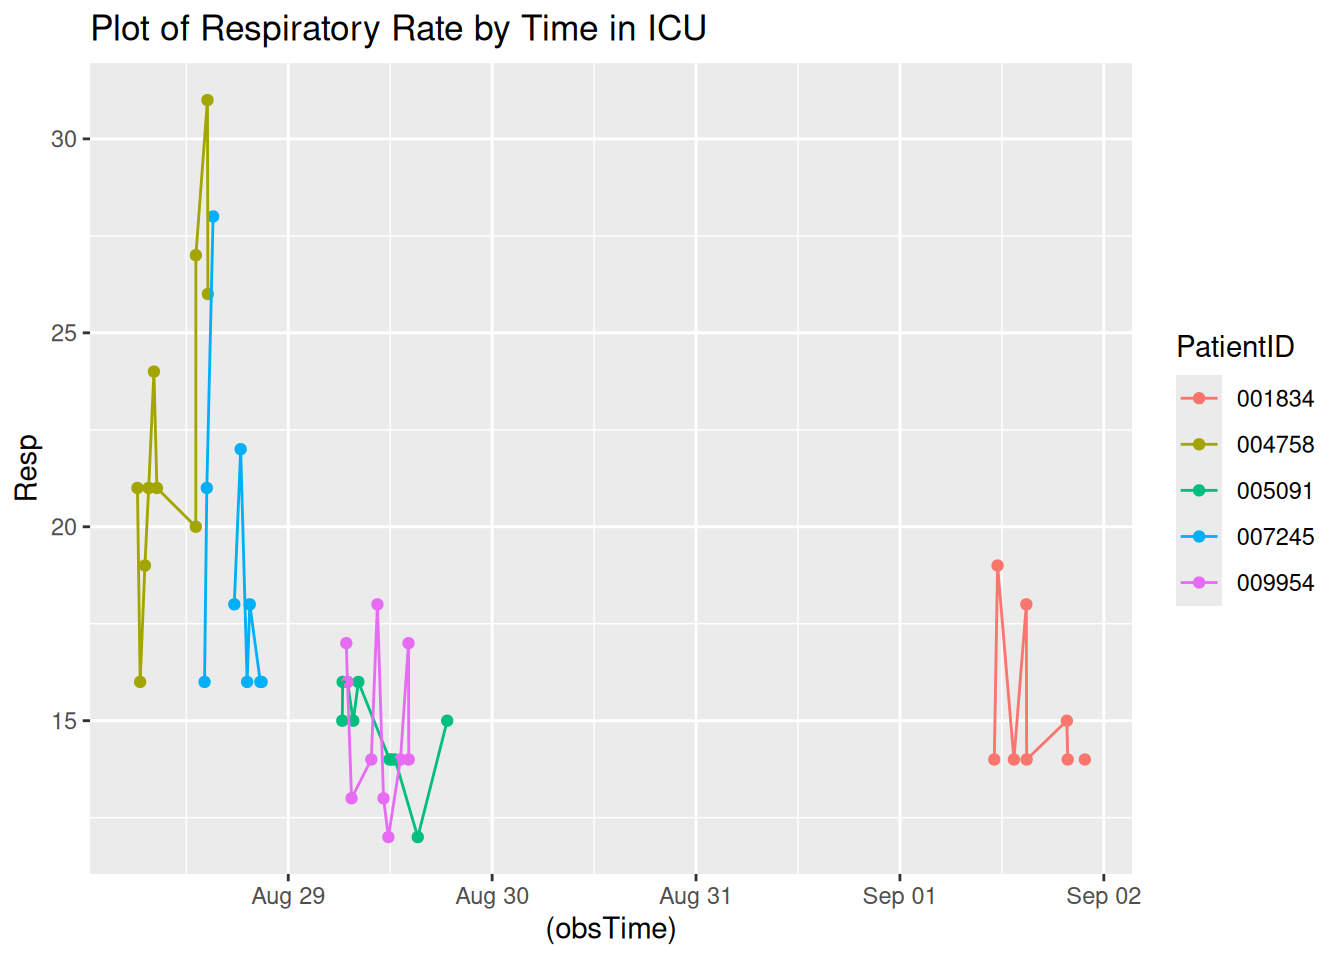 Plot of Respiratory Rate by Time in ICU
30
25
20
15
Resp
Aug 29
Aug 30
Aug 31
Sep 01
Sep 02
(obsTime)
PatientID
001834
004758
005091
007245
009954